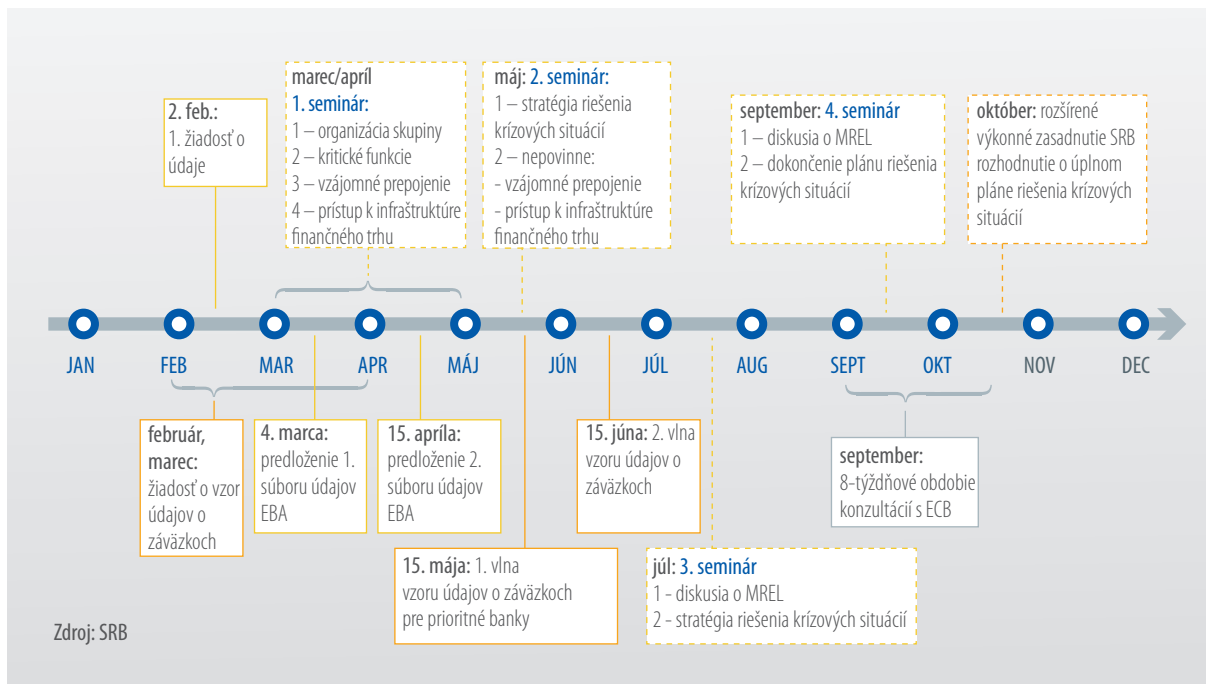 2. feb.:
1. žiadosť o
údaje
marec/apríl
1. seminár:
1 – organizácia skupiny
2 – kritické funkcie
3 – vzájomné prepojenie
4 – prístup k infraštruktúre
finančného trhu
máj: 2. seminár:
1 – stratégia riešenia
krízových situácií
2 – nepovinne:
- vzájomné prepojenie
- prístup k infraštruktúre
finančného trhu
september: 4. seminár
1 – diskusia o MREL
2 – dokončenie plánu riešenia
krízových situácií
október: rozšírené
výkonné zasadnutie SRB
rozhodnutie o úplnom
pláne riešenia krízových
situácií
JAN FEB MAR APR MÁJ JÚN JÚL AUG SEPT OKT NOV DEC
február,
marec:
žiadosť o vzor
údajov o
záväzkoch
4. marca:
predloženie 1.
súboru údajov
EBA
15. apríla:
predloženie 2.
súboru údajov
EBA
15. mája: 1. vlna
vzoru údajov o záväzkoch
pre prioritné banky
15. júna: 2. vlna
vzoru údajov o
záväzkoch
júl: 3. seminár
1 - diskusia o MREL
2 - stratégia riešenia krízových situácií
september:
8-týždňové obdobie
konzultácií s ECB
Zdroj: SRB